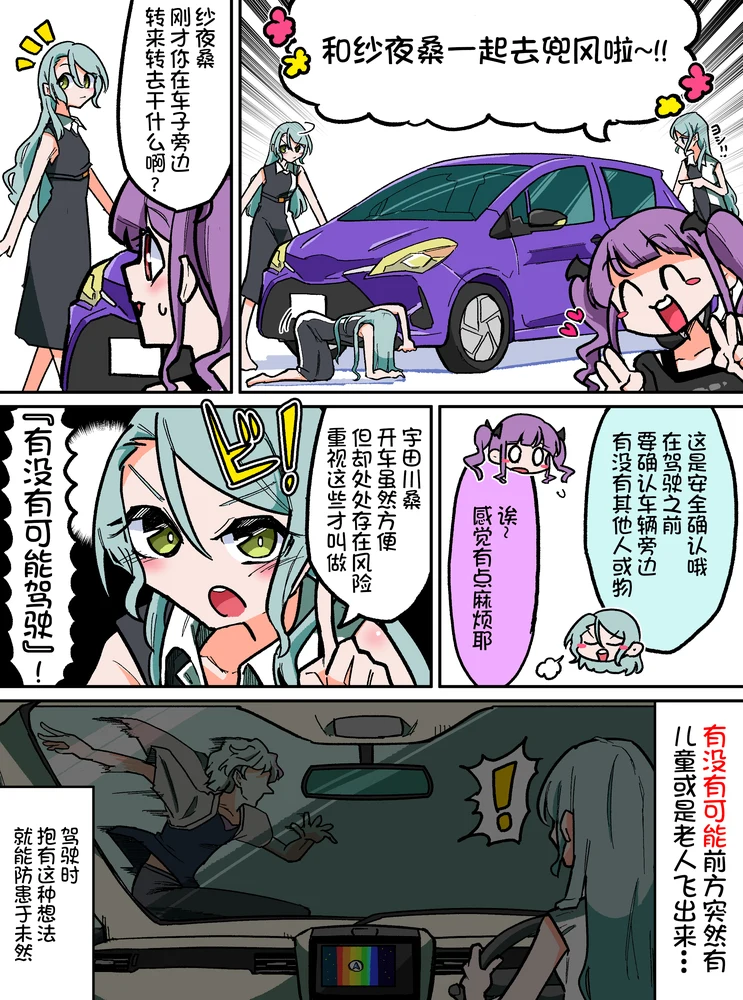 和纱夜桑一起去兜风啦~!!
ヨシ!!
纱夜桑
刚才你在车子旁边
转来转去干什么啊？
这是安全确认哦
在驾驶之前
要确认车辆旁边
有没有其他人或物
诶~
感觉有点麻烦耶
宇田川桑
开车虽然方便
但却处处存在风险
重视这些才叫做
ビ!
『有没有可能驾驶』!
有没有可能前方突然有
儿童或是老人飞出来…
!
A
驾驶时
抱有这种想法
就能防患于未然